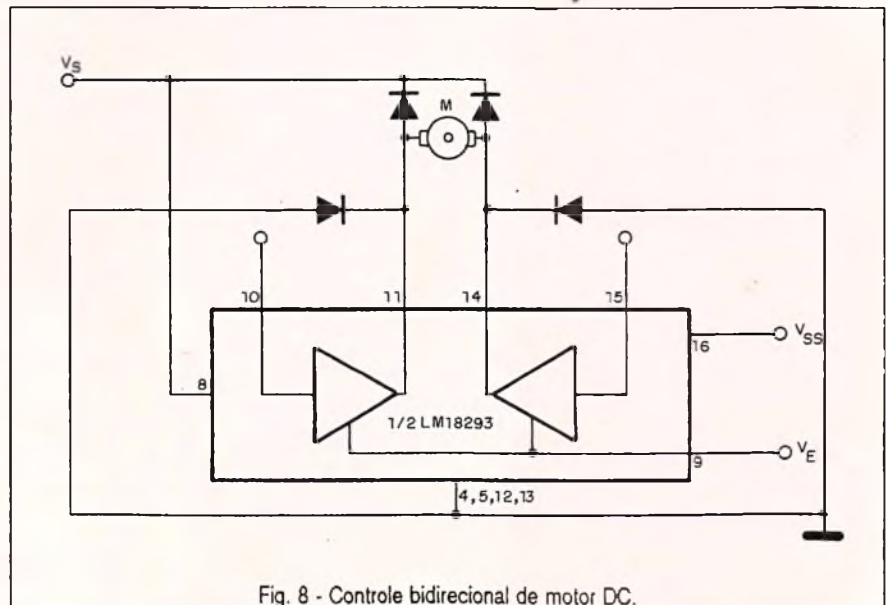 VS
M
10
11
14
15
16
VSS
8
1/2 LM18293
9
VE
4,5,12,13
Fig. 8 - Controle bidirecional de motor DC.